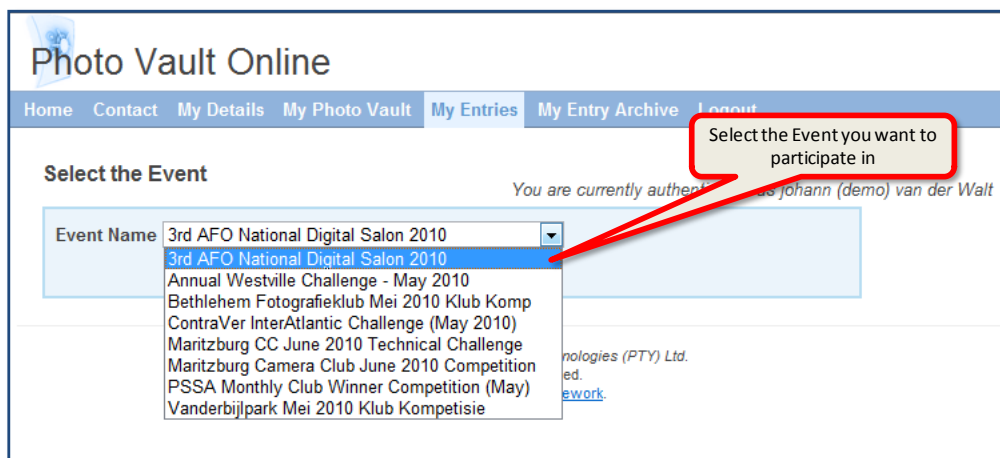 Photo Vault Online
Home Contact My Details My Photo Vault My Entries My Entry Archive Logout
Select the Event you want to
participate in
Select the Event
You are currently johann (demo) van der Walt
Event Name 3rd AFO National Digital Salon 2010
3rd AFO National Digital Salon 2010
Annual Westville Challenge - May 2010
Bethlehem Fotografieklub Mei 2010 Klub Komp
ContraVer InterAtlantic Challenge (May 2010)
Maritzburg CC June 2010 Technical Challenge
Maritzburg Camera Club June 2010 Competition
PSSA Monthly Club Winner Competition (May)
Vanderbijlpark Mei 2010 Klub Kompetisie
(PTY) Ltd.